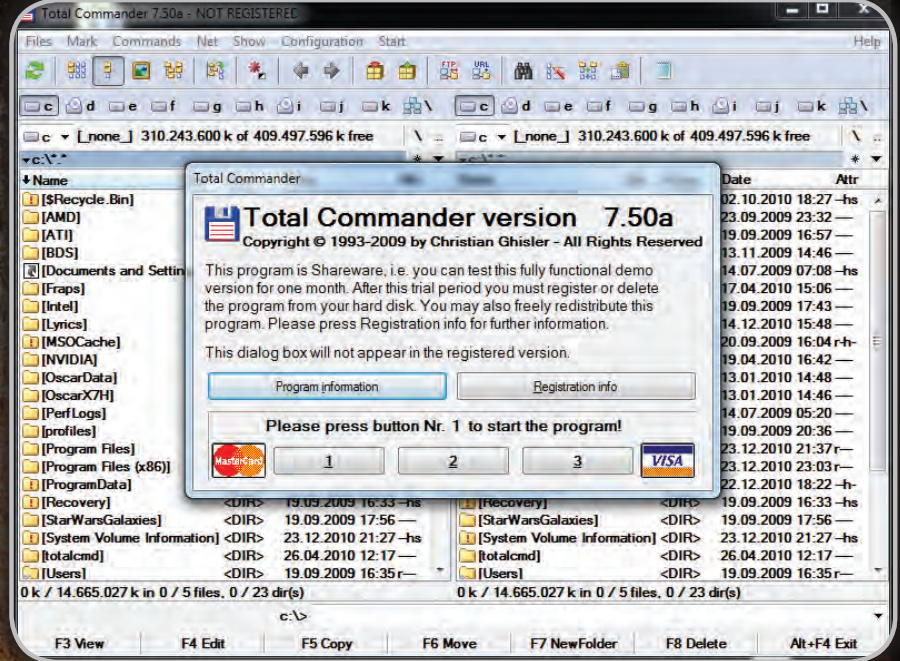 Total Commander 7.50a - NOT REGISTERED
Files Mark Commands Net Show Configuration Start Help
FTP URL
c d e f g h i j k \ c d e f g h i j k \
c [_none_] 310.243.600 k of 409.497.596 k free \ .. c [_none_] 310.243.600 k of 409.497.596 k free \ ..
c:\*.* * *
Name Date Attr
[$Recycle.Bin] 02.10.2010 18:27 -hs
[AMD] 23.09.2009 23:32 ----
[ATI] 19.09.2009 16:57 ----
[BDS] 13.11.2009 14:46 ----
[Documents and Settin 14.07.2009 07:08 -hs
[Fraps] 17.04.2010 15:06 ----
[Intel] 19.09.2009 17:43 ----
[Lyrics] 14.12.2010 15:48 ----
[MSOCache] 20.09.2009 16:04 r-h-
[NVIDIA] 19.04.2010 16:42 ----
[OscarData] 13.01.2010 14:48 ----
[OscarX7H] 13.01.2010 14:46 ----
[PerfLogs] 14.07.2009 05:20 ----
[profiles] 19.09.2009 20:36 ----
[Program Files] 23.12.2010 21:37 r---
[Program Files (x86)] 23.12.2010 23:03 r---
[ProgramData] 22.12.2010 18:22 -h-
[Recovery] <DIR> 19.09.2009 16:33 -hs [Recovery] <DIR> 19.09.2009 16:33 -hs
[StarWarsGalaxies] <DIR> 19.09.2009 17:56 ---- [StarWarsGalaxies] <DIR> 19.09.2009 17:56 ----
[System Volume Information] <DIR> 23.12.2010 21:27 -hs [System Volume Information] <DIR> 23.12.2010 21:27 -hs
[totalcmd] <DIR> 26.04.2010 12:17 ---- [totalcmd] <DIR> 26.04.2010 12:17 ----
[Users] <DIR> 19.09.2009 16:35 r--- [Users] <DIR> 19.09.2009 16:35 r---
0 k / 14.665.027 k in 0 / 5 files, 0 / 23 dir(s) 0 k / 14.665.027 k in 0 / 5 files, 0 / 23 dir(s)
c:\>
F3 View F4 Edit F5 Copy F6 Move F7 NewFolder F8 Delete Alt+F4 Exit
Total Commander
Total Commander version 7.50a
Copyright © 1993-2009 by Christian Ghisler - All Rights Reserved
This program is Shareware, i.e. you can test this fully functional demo
version for one month. After this trial period you must register or delete
the program from your hard disk. You may also freely redistribute this
program. Please press Registration info for further information.
This dialog box will not appear in the registered version.
Program information Registration info
Please press button Nr. 1 to start the program!
MasterCard 1 2 3 VISA